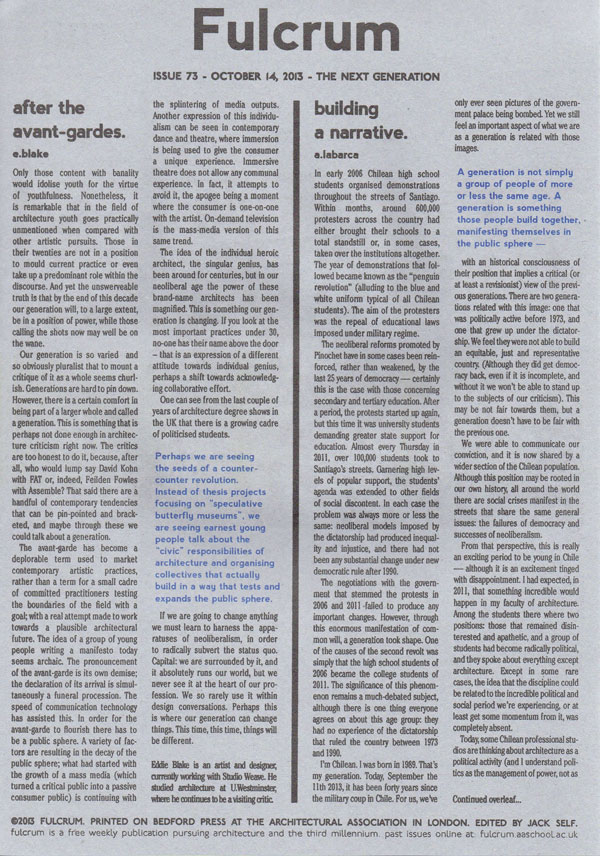 Fulcrum
ISSUE 73 - OCTOBER 14, 2013 - THE NEXT GENERATION
after the
avant-gardes.
e.blake
Only those content with banality
would idolise youth for the virtue
of youthfulness. Nonetheless, it
is remarkable that in the field of
architecture youth goes practically
unmentioned when compared with
other artistic pursuits. Those in
their twenties are not in a position
to mould current practice or even
take up a predominant role within the
discourse. And yet the unswerveable
truth is that by the end of this decade
our generation will, to a large extent,
be in a position of power, while those
calling the shots now may well be on
the wane.
Our generation is so varied and
so obviously pluralist that to mount a
critique of it as a whole seems churl-
ish. Generations are hard to pin down.
However, there is a certain comfort in
being part of a larger whole and called
a generation. This is something that is
perhaps not done enough in architec-
ture criticism right now. The critics
are too honest to do it, because, after
all, who would lump say David Kohn
with FAT or, indeed, Feilden Fowles
with Assemble? That said there are a
handful of contemporary tendencies
that can be pin-pointed and brack-
eted, and maybe through these we
could talk about a generation.
The avant-garde has become a
deplorable term used to market
contemporary artistic practices,
rather than a term for a small cadre
of committed practitioners testing
the boundaries of the field with a
goal; with a real attempt made to work
towards a plausible architectural
future. The idea of a group of young
people writing a manifesto today
seems archaic. The pronouncement
of the avant-garde is its own demise;
the declaration of its arrival is simul-
taneously a funeral procession. The
speed of communication technology
has assisted this. In order for the
avant-garde to flourish there has to
be a public sphere. A variety of fac-
tors are resulting in the decay of the
public sphere; what had started with
the growth of a mass media (which
turned a critical public into a passive
consumer public) is continuing with
the splintering of media outputs.
Another expression of this individu-
alism can be seen in contemporary
dance and theatre, where immersion
is being used to give the consumer
a unique experience. Immersive
theatre does not allow any communal
experience. In fact, it attempts to
avoid it, the apogee being a moment
where the consumer is one-on-one
with the artist. On-demand television
is the mass-media version of this
same trend.
The idea of the individual heroic
architect, the singular genius, has
been around for centuries, but in our
neoliberal age the power of these
brand-name architects has been
magnified. This is something our gen-
eration is changing. If you look at the
most important practices under 30,
no-one has their name above the door
– that is an expression of a different
attitude towards individual genius,
perhaps a shift towards acknowledg-
ing collaborative effort.
One can see from the last couple of
years of architecture degree shows in
the UK that there is a growing cadre
of politicised students.
Perhaps we are seeing
the seeds of a counter-
counter revolution.
Instead of thesis projects
focusing on "speculative
butterfly museums", we
are seeing earnest young
people talk about the
"civic" responsibilities of
architecture and organising
collectives that actually
build in a way that tests and
expands the public sphere.
If we are going to change anything
we must learn to harness the appa-
ratuses of neoliberalism, in order
to radically subvert the status quo.
Capital: we are surrounded by it, and
it absolutely runs our world, but we
never see it at the heart of our pro-
fession. We so rarely use it within
design conversations. Perhaps this
is where our generation can change
things. This time, this time, things will
be different.
Eddie Blake is an artist and designer,
currently working with Studio Weave. He
studied architecture at U.Westminster,
where he continues to be a visiting critic.
building
a narrative.
a.labarca
In early 2006 Chilean high school
students organised demonstrations
throughout the streets of Santiago.
Within months, around 600,000
protesters across the country had
either brought their schools to a
total standstill or, in some cases,
taken over the institutions altogether.
The year of demonstrations that fol-
lowed became known as the "penguin
revolution" (alluding to the blue and
white uniform typical of all Chilean
students). The aim of the protesters
was the repeal of educational laws
imposed under military regime.
The neoliberal reforms promoted by
Pinochet have in some cases been rein-
forced, rather than weakened, by the
last 25 years of democracy — certainly
this is the case with those concerning
secondary and tertiary education. After
a period, the protests started up again,
but this time it was university students
demanding greater state support for
education. Almost every Thursday in
2011, over 100,000 students took to
Santiago's streets. Garnering high lev-
els of popular support, the students'
agenda was extended to other fields
of social discontent. In each case the
problem was always more or less the
same: neoliberal models imposed by
the dictatorship had produced inequal-
ity and injustice, and there had not
been any substantial change under new
democratic rule after 1990.
The negotiations with the govern-
ment that stemmed the protests in
2006 and 2011 failed to produce any
important changes. However, through
this enormous manifestation of com-
mon will, a generation took shape. One
of the causes of the second revolt was
simply that the high school students of
2006 became the college students of
2011. The significance of this phenom-
enon remains a much-debated subject,
although there is one thing everyone
agrees on about this age group: they
had no experience of the dictatorship
that ruled the country between 1973
and 1990.
I'm Chilean. I was born in 1989. That's
my generation. Today, September the
11th 2013, it has been forty years since
the military coup in Chile. For us, we've
only ever seen pictures of the govern-
ment palace being bombed. Yet we still
feel an important aspect of what we are
as a generation is related with those
images.
A generation is not simply
a group of people of more
or less the same age. A
generation is something
those people build together,
manifesting themselves in
the public sphere —
with an historical consciousness of
their position that implies a critical (or
at least a revisionist) view of the previ-
ous generations. There are two genera-
tions related with this image: one that
was politically active before 1973, and
one that grew up under the dictator-
ship. We feel they were not able to build
an equitable, just and representative
country. (Although they did get democ-
racy back, even if it is incomplete, and
without it we won't be able to stand up
to the subjects of our criticism). This
may be not fair towards them, but a
generation doesn't have to be fair with
the previous one.
We were able to communicate our
conviction, and it is now shared by a
wider section of the Chilean population.
Although this position may be rooted in
our own history, all around the world
there are social crises manifest in the
streets that share the same general
issues: the failures of democracy and
successes of neoliberalism.
From that perspective, this is really
an exciting period to be young in Chile
— although it is an excitement tinged
with disappointment. I had expected, in
2011, that something incredible would
happen in my faculty of architecture.
Among the students there where two
positions: those that remained disin-
terested and apathetic, and a group of
students had become radically political,
and they spoke about everything except
architecture. Except in some rare
cases, the idea that the discipline could
be related to the incredible political and
social period we're experiencing, or at
least get some momentum from it, was
completely absent.
Today, some Chilean professional stu-
dios are thinking about architecture as a
political activity (and I understand poli-
tics as the management of power, not as
Continued overleaf...
©2013 FULCRUM. PRINTED ON BEDFORD PRESS AT THE ARCHITECTURAL ASSOCIATION IN LONDON. EDITED BY JACK SELF.
fulcrum is a free weekly publication pursuing architecture and the third millennium. past issues online at: fulcrum.aaschool.ac.uk